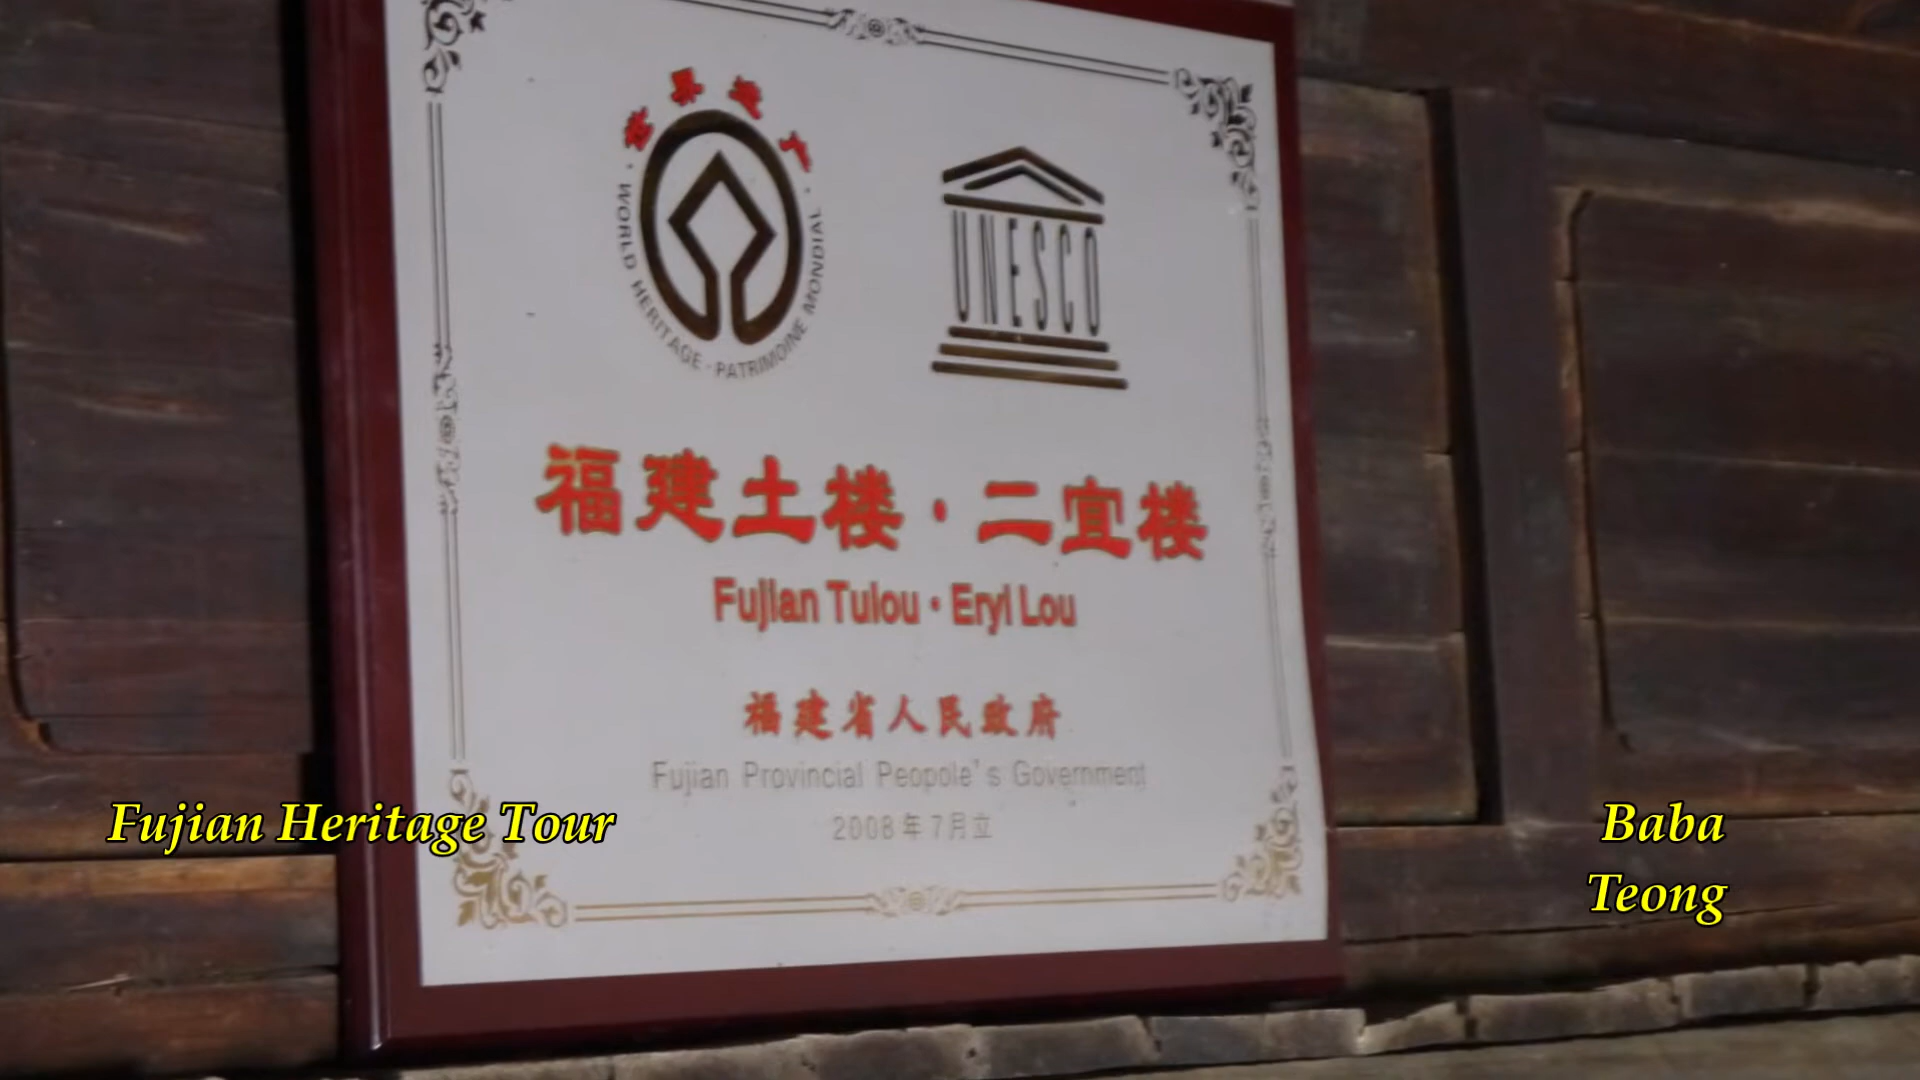 世界遗产
· WORLD HERITAGE · PATRIMOINE MONDIAL ·
UNESCO
福建土楼·二宜楼
Fujian Tulou · Eryi Lou
福建省人民政府
Fujian Provincial Peopole's Government
2008年7月立
Fujian Heritage Tour
Baba
Teong